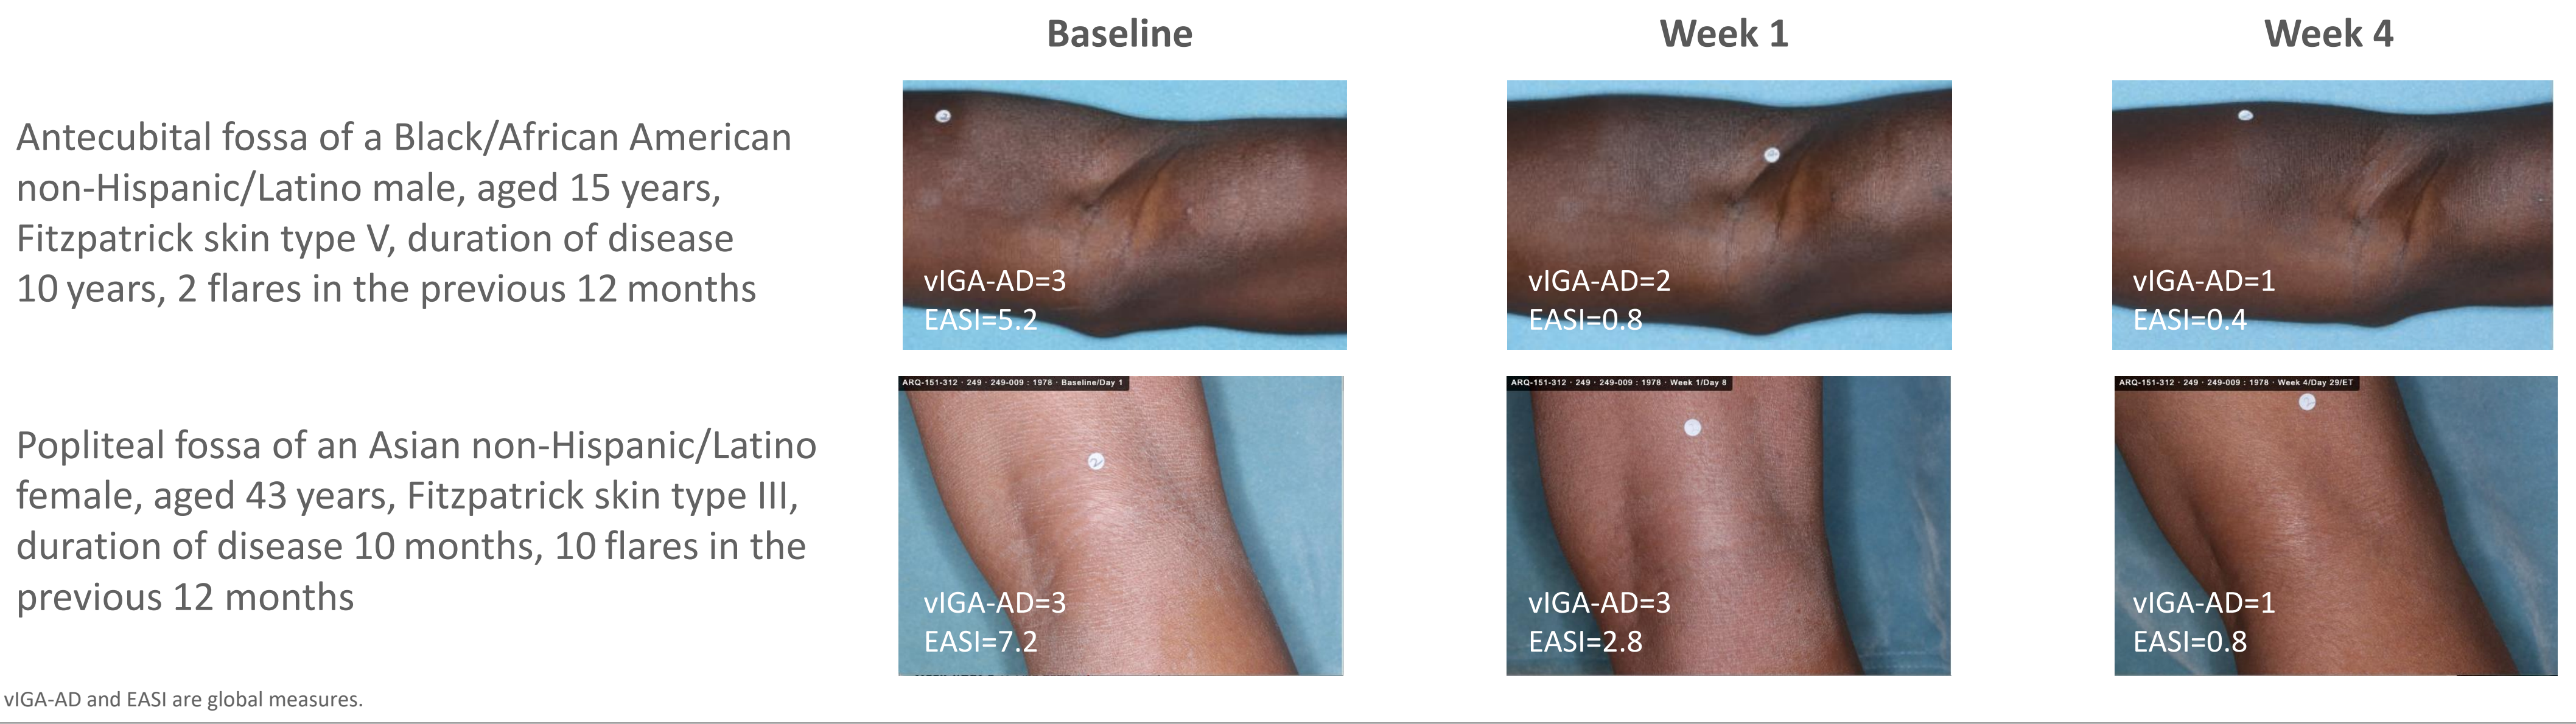 Baseline
Week 1
Week 4
Antecubital fossa of a Black/African American
non-Hispanic/Latino male, aged 15 years,
Fitzpatrick skin type V, duration of disease
10 years, 2 flares in the previous 12 months
vIGA-AD=3
EASI=5.2
vIGA-AD=2
EASI=0.8
vIGA-AD=1
EASI=0.4
Popliteal fossa of an Asian non-Hispanic/Latino
female, aged 43 years, Fitzpatrick skin type III,
duration of disease 10 months, 10 flares in the
previous 12 months
ARQ-151-312 · 249 · 249-009 : 1978 · Baseline/Day 1
2
vIGA-AD=3
EASI=7.2
ARQ-151-312 · 249 · 249-009 : 1978 · Week 1/Day 8
vIGA-AD=3
EASI=2.8
ARQ-151-312 · 249 · 249-009 : 1978 · Week 4/Day 29/ET
vIGA-AD=1
EASI=0.8
vIGA-AD and EASI are global measures.